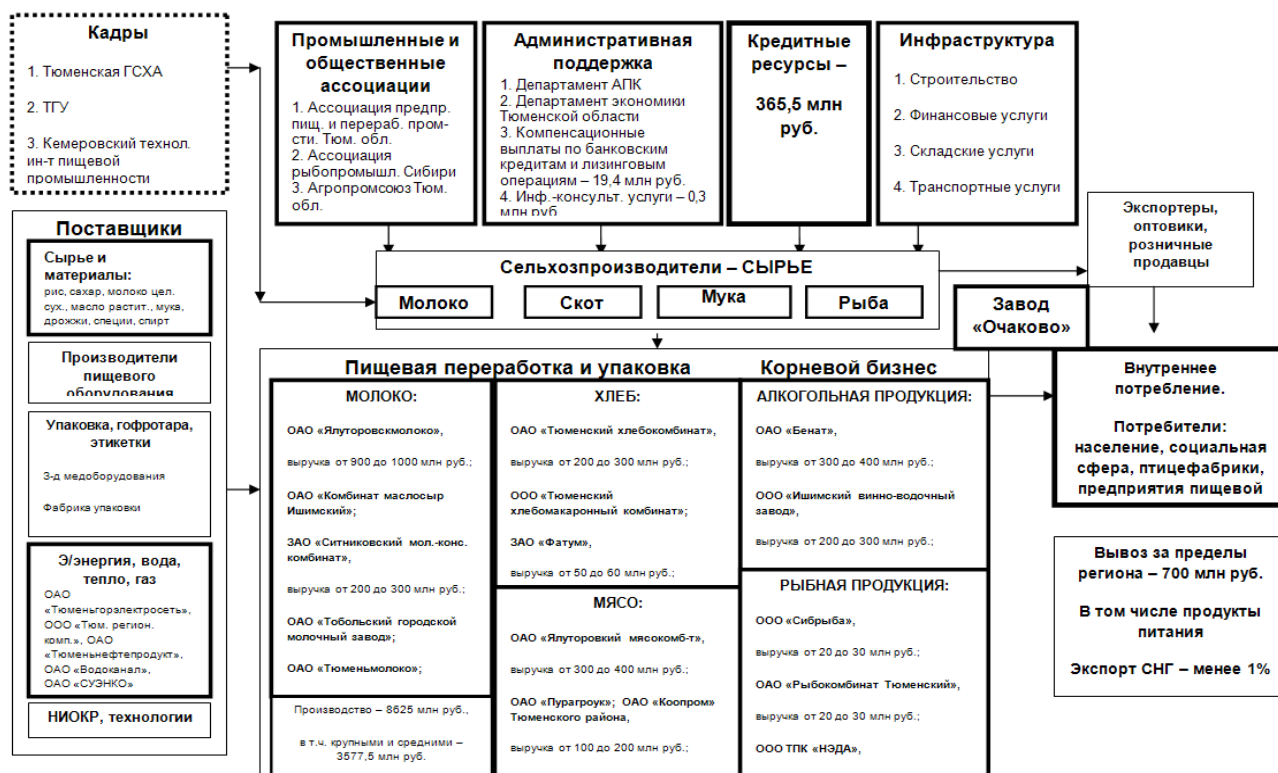 Кадры
1. Тюменская ГСХА
2. ТГУ
3. Кемеровский технол.
ин-т пищевой
промышленности
Промышленные и
общественные
ассоциации
1. Ассоциация предпр.
пищ. и перераб. пром-
сти. Тюм. обл.
2. Ассоциация
рыбопромышл. Сибири
3. Агропромсоюз Тюм.
обл.
Административная
поддержка
1. Департамент АПК
2. Департамент экономики
Тюменской области
3. Компенсационные
выплаты по банковским
кредитам и лизинговым
операциям – 19,4 млн руб.
4. Инф.-консульт. услуги – 0,3
млн руб
Кредитные
ресурсы –
365,5 млн
руб.
Инфраструктура
1. Строительство
2. Финансовые услуги
3. Складские услуги
4. Транспортные услуги
Экспортеры,
оптовики,
розничные
продавцы
Поставщики
Сырье и
материалы:
рис, сахар, молоко цел.
сух., масло растит., мука,
дрожжи, специи, спирт
Производители
пищевого
оборудования
Упаковка, гофротара,
этикетки
З-д медоборудования
Фабрика упаковки
Э/энергия, вода,
тепло, газ
ОАО
«Тюменьгорэлектросеть»,
ООО «Тюм. регион.
комп.», ОАО
«Тюменьнефтепродукт»,
ОАО «Водоканал»,
ОАО «СУЭНКО»
НИОКР, технологии
Сельхозпроизводители – СЫРЬЕ
Молоко
Скот
Мука
Рыба
Завод
«Очаково»
Пищевая переработка и упаковка
Корневой бизнес
МОЛОКО:
ОАО «Ялуторовскмолоко»,
выручка от 900 до 1000 млн руб.;
ОАО «Комбинат маслосыр
Ишимский»;
ЗАО «Ситниковский мол.-конс.
комбинат»,
выручка от 200 до 300 млн руб.;
ОАО «Тобольский городской
молочный завод»;
ОАО «Тюменьмолоко»;
Производство – 8625 млн руб.,
в т.ч. крупными и средними –
3577,5 млн руб.
ХЛЕБ:
ОАО «Тюменский хлебокомбинат»,
выручка от 200 до 300 млн руб.;
ООО «Тюменский
хлебомакаронный комбинат»;
ЗАО «Фатум»,
выручка от 50 до 60 млн руб.;
МЯСО:
ОАО «Ялуторовкий мясокомб-т»,
выручка от 300 до 400 млн руб.;
ОАО «Пурагроук»; ОАО «Коопром»
Тюменского района,
выручка от 100 до 200 млн руб.;
АЛКОГОЛЬНАЯ ПРОДУКЦИЯ:
ОАО «Бенат»,
выручка от 300 до 400 млн руб.;
ООО «Ишимский винно-водочный
завод»,
выручка от 200 до 300 млн руб.;
РЫБНАЯ ПРОДУКЦИЯ:
ООО «Сибрыба»,
выручка от 20 до 30 млн руб.;
ОАО «Рыбокомбинат Тюменский»,
выручка от 20 до 30 млн руб.;
ООО ТПК «НЭДА»,
Внутреннее
потребление.
Потребители:
население, социальная
сфера, птицефабрики,
предприятия пищевой
Вывоз за пределы
региона – 700 млн руб.
В том числе продукты
питания
Экспорт СНГ – менее 1%